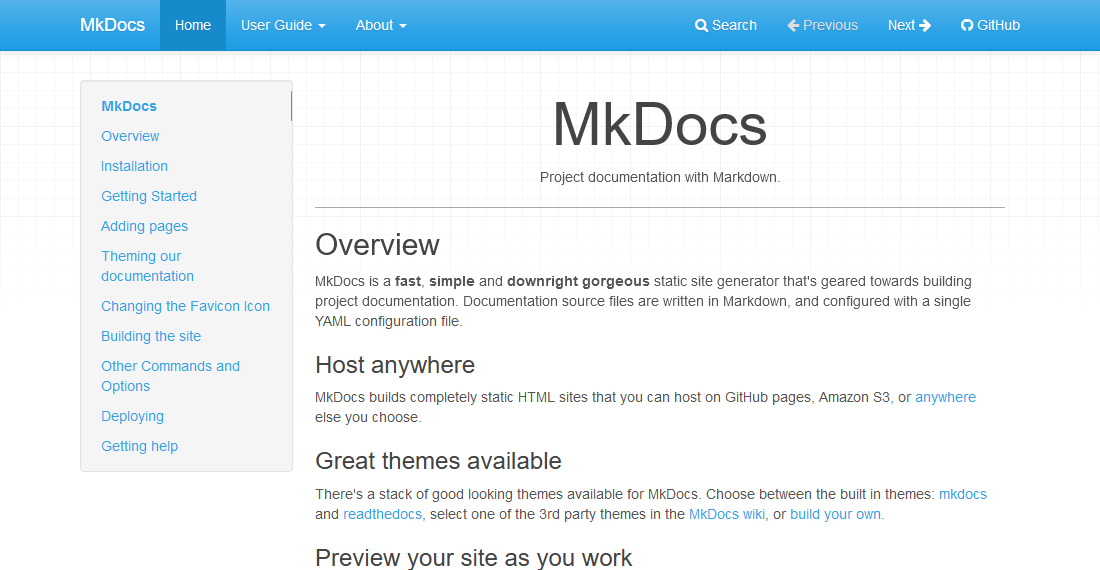 MkDocs Home User Guide About Search Previous Next GitHub
MkDocs
Overview
Installation
Getting Started
Adding pages
Theming our
documentation
Changing the Favicon Icon
Building the site
Other Commands and
Options
Deploying
Getting help
MkDocs
Project documentation with Markdown.
Overview
MkDocs is a fast, simple and downright gorgeous static site generator that's geared towards building
project documentation. Documentation source files are written in Markdown, and configured with a single
YAML configuration file.
Host anywhere
MkDocs builds completely static HTML sites that you can host on GitHub pages, Amazon S3, or anywhere
else you choose.
Great themes available
There's a stack of good looking themes available for MkDocs. Choose between the built in themes: mkdocs
and readthedocs, select one of the 3rd party themes in the MkDocs wiki, or build your own.
Preview your site as you work